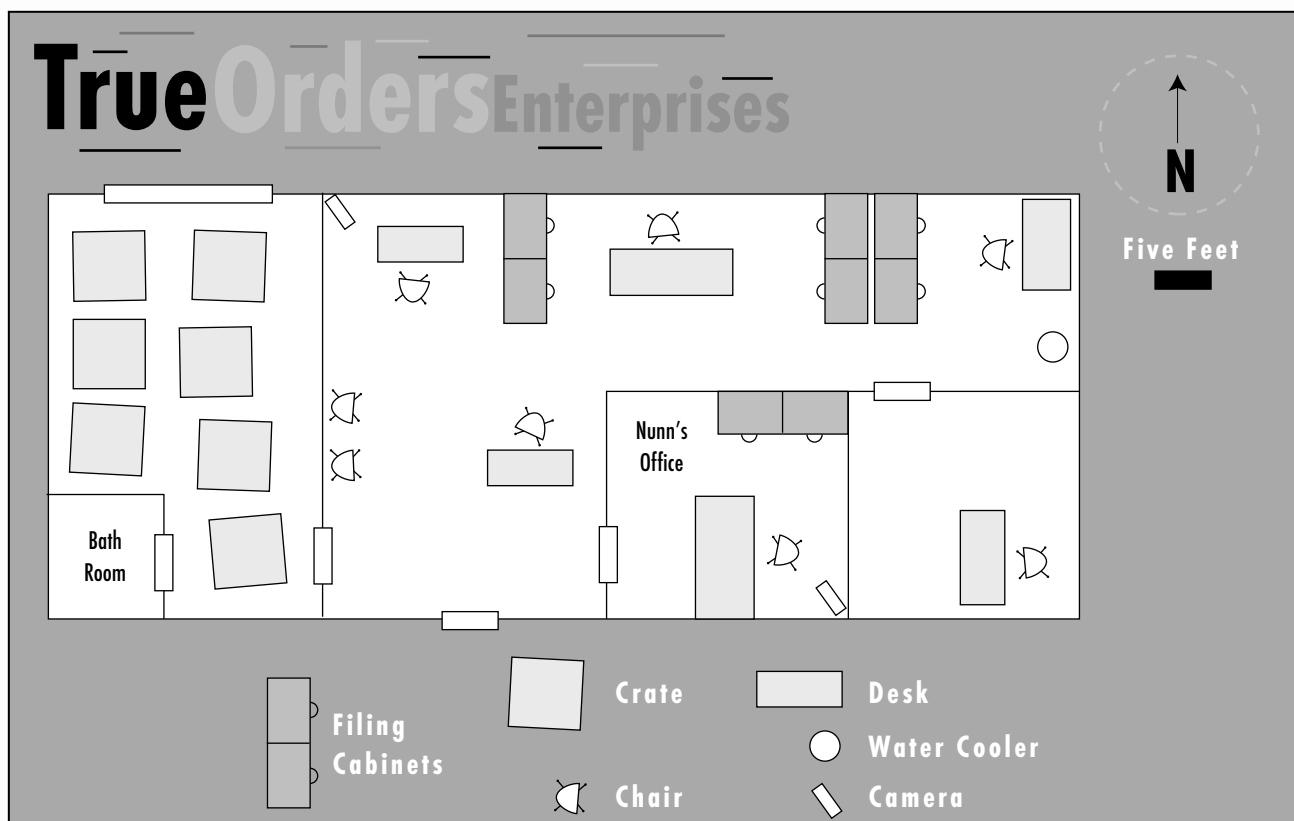 TrueOrdersEnterprises
N
Five Feet
Nunn's
Office
Bath
Room
Filing
Cabinets
Crate
Chair
Desk
Water Cooler
Camera